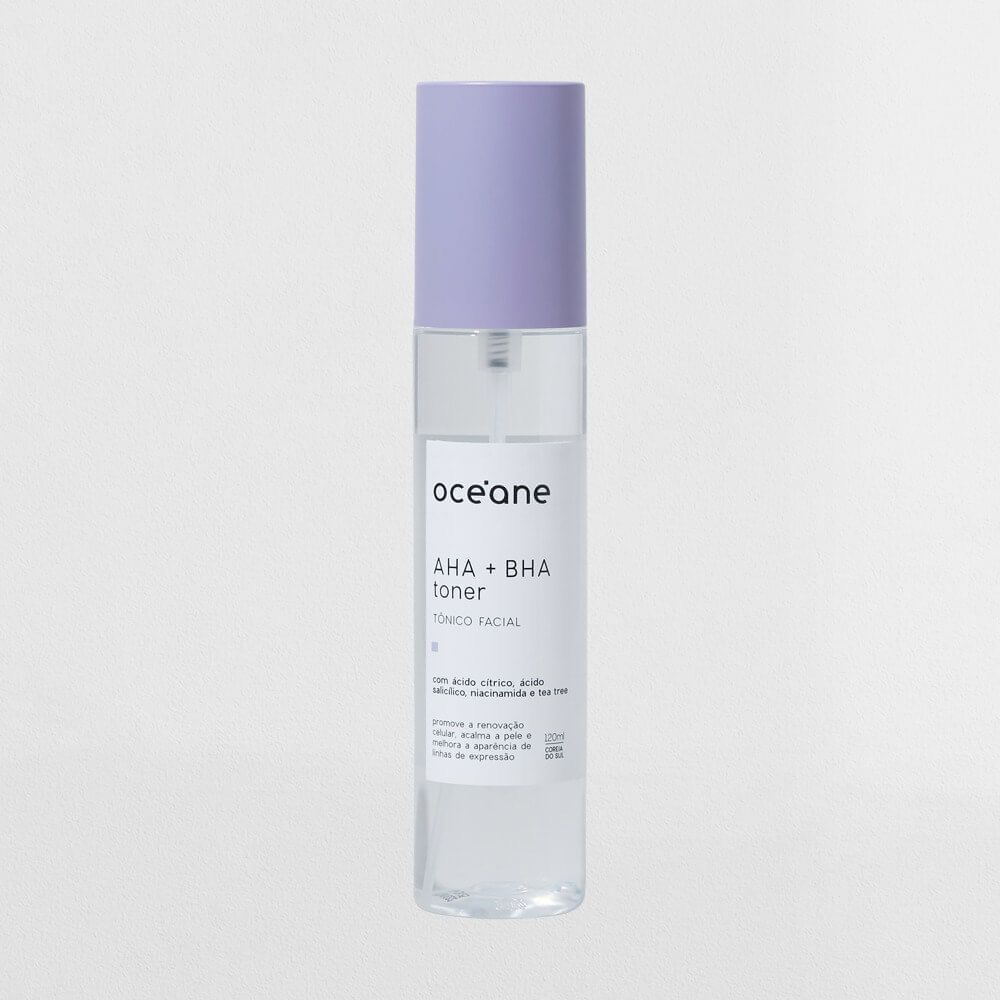 océane
AHA + BHA
toner
TÔNICO FACIAL
com ácido cítrico, ácido
salicílico, niacinamida e tea tree
promove a renovação
celular, acalma a pele e
melhora a aparência de
linhas de expressão
120ml
COREIA
DO SUL